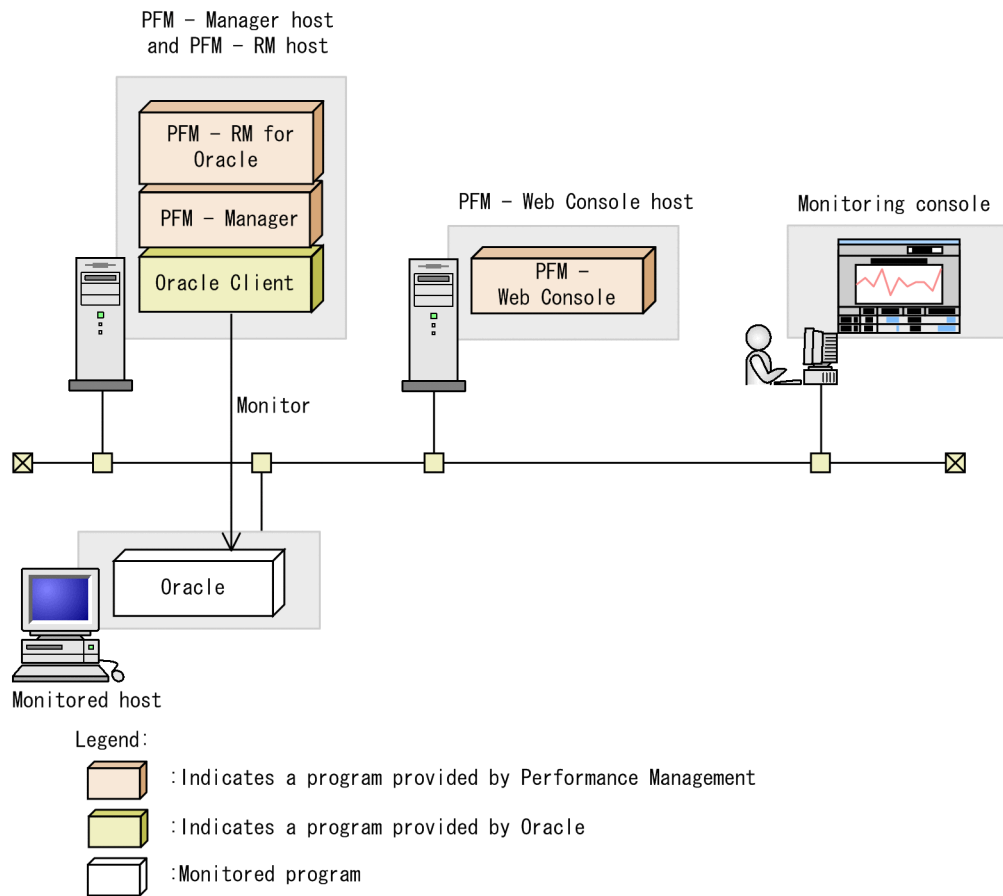 PFM - Manager host
and PFM - RM host
PFM - RM for
Oracle
PFM - Manager
Oracle Client
PFM - Web Console host
PFM -
Web Console
Monitoring console
Monitor
Oracle
Monitored host
Legend:
:Indicates a program provided by Performance Management
:Indicates a program provided by Oracle
:Monitored program